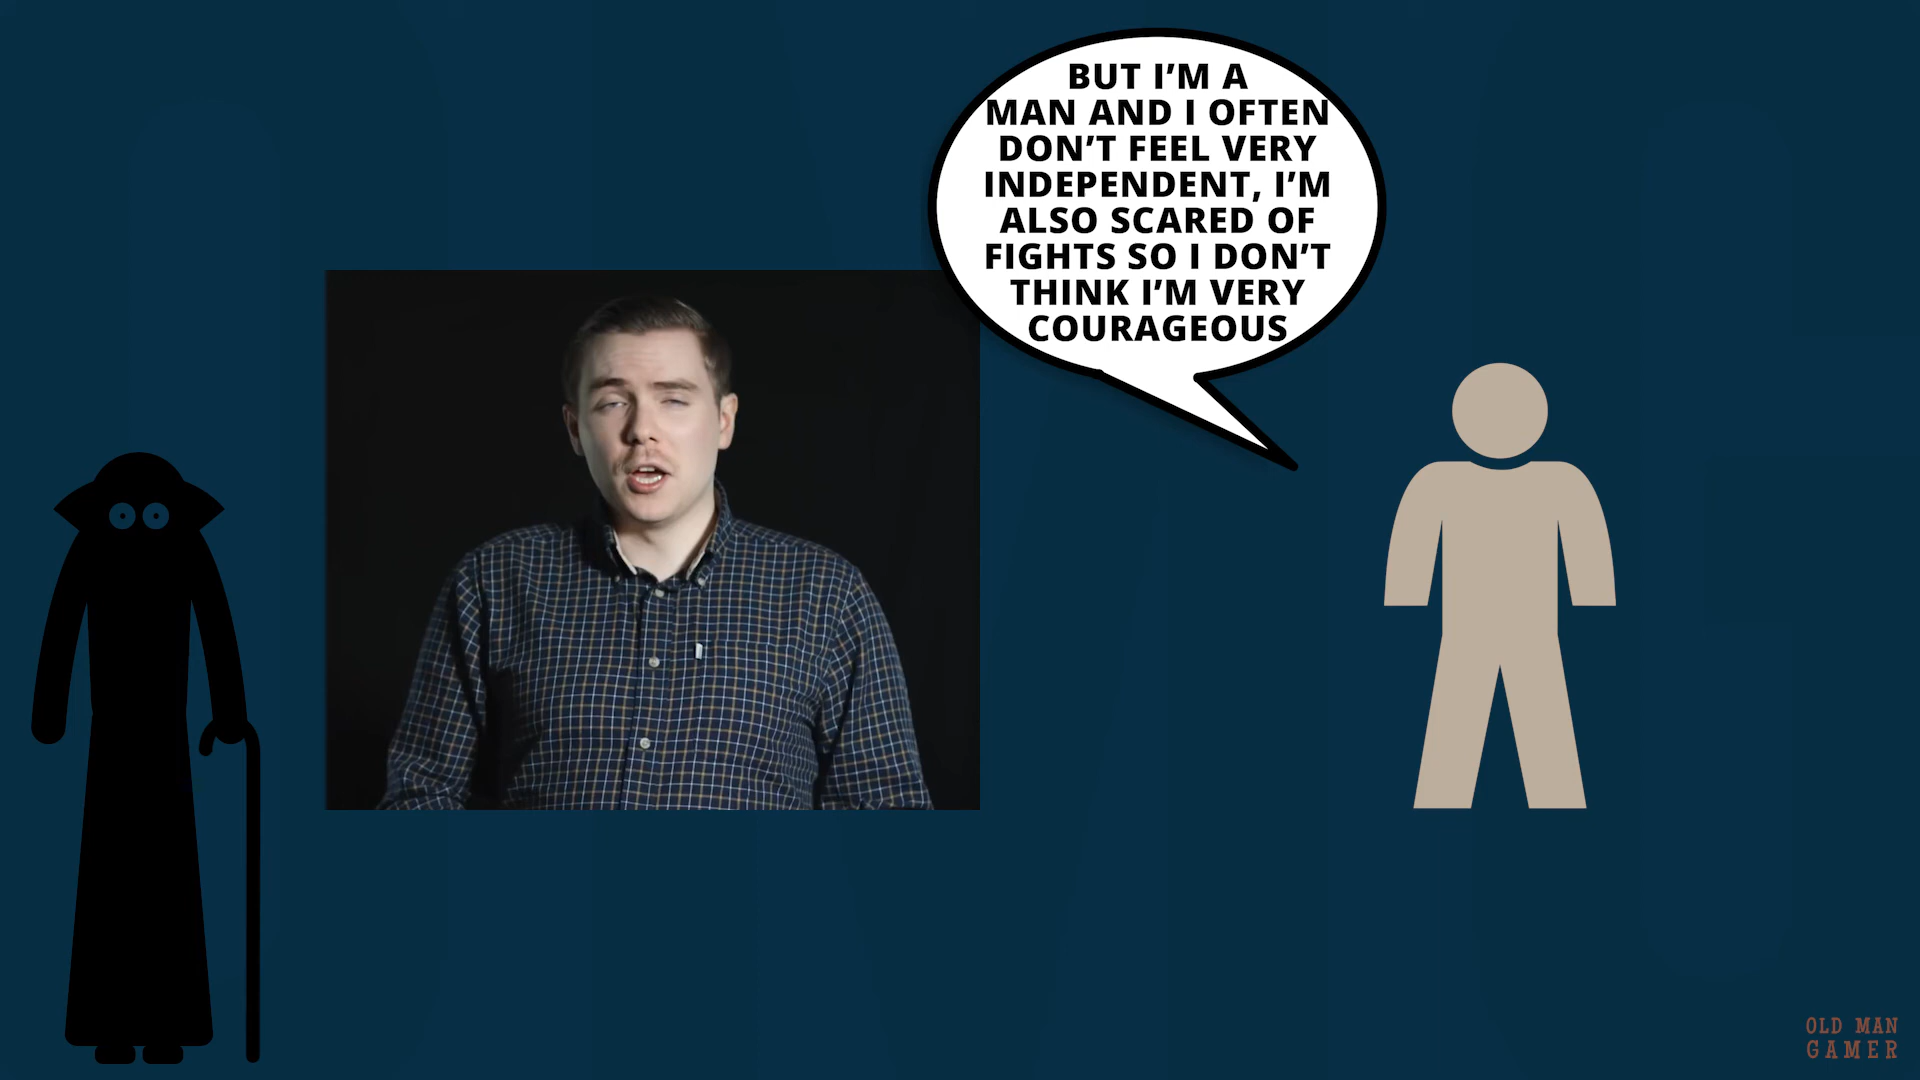 BUT I'M A
MAN AND I OFTEN
DON'T FEEL VERY
INDEPENDENT, I'M
ALSO SCARED OF
FIGHTS SO I DON'T
THINK I'M VERY
COURAGEOUS
OLD MAN
GAMER